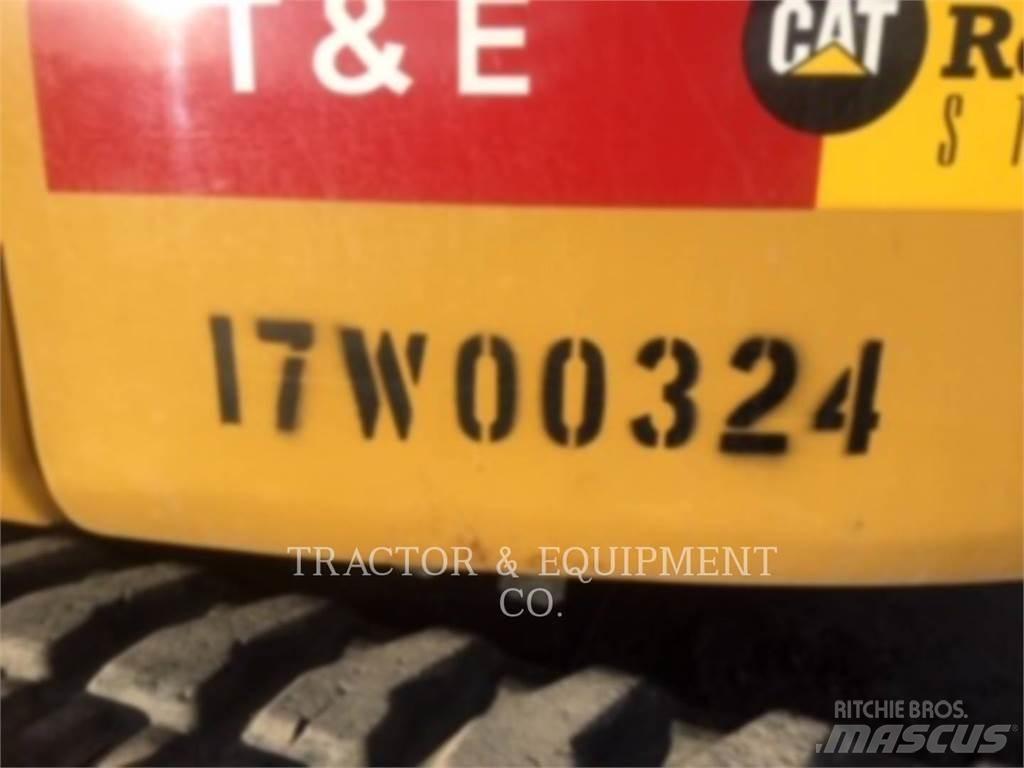 T & E
CAT
17W00324
TRACTOR & EQUIPMENT
CO.
RITCHIE BROS.
MASCUS